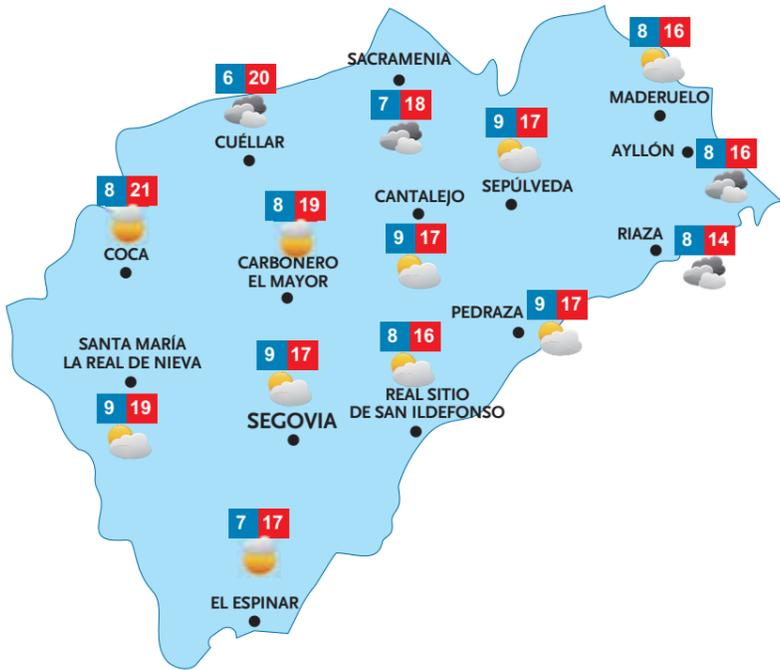 8 16
MADERUELO
SACRAMENIA
7 18
6 20
CUÉLLAR
9 17
SEPÚLVEDA
AYLLÓN
8 16
8 21
COCA
8 19
CARBONERO
EL MAYOR
CANTALEJO
9 17
RIAZA
8 14
PEDRAZA
9 17
SANTA MARÍA
LA REAL DE NIEVA
9 19
9 17
SEGOVIA
8 16
REAL SITIO
DE SAN ILDEFONSO
7 17
EL ESPINAR